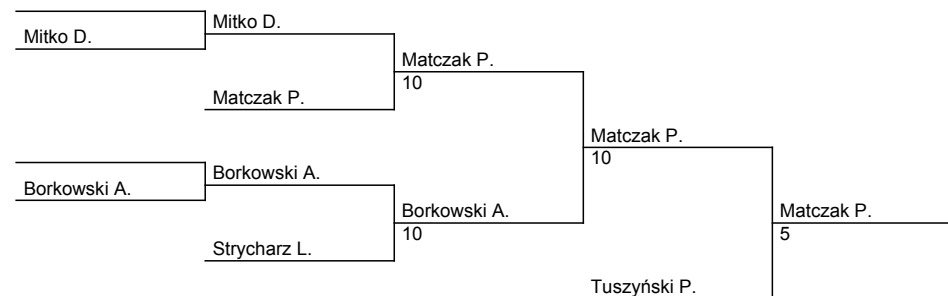 Mitko D.
Mitko D.
Matczak P.
10
Matczak P.
Matczak P.
10
Borkowski A.
Borkowski A.
Borkowski A.
10
Matczak P.
5
Strycharz L.
Tuszyński P.